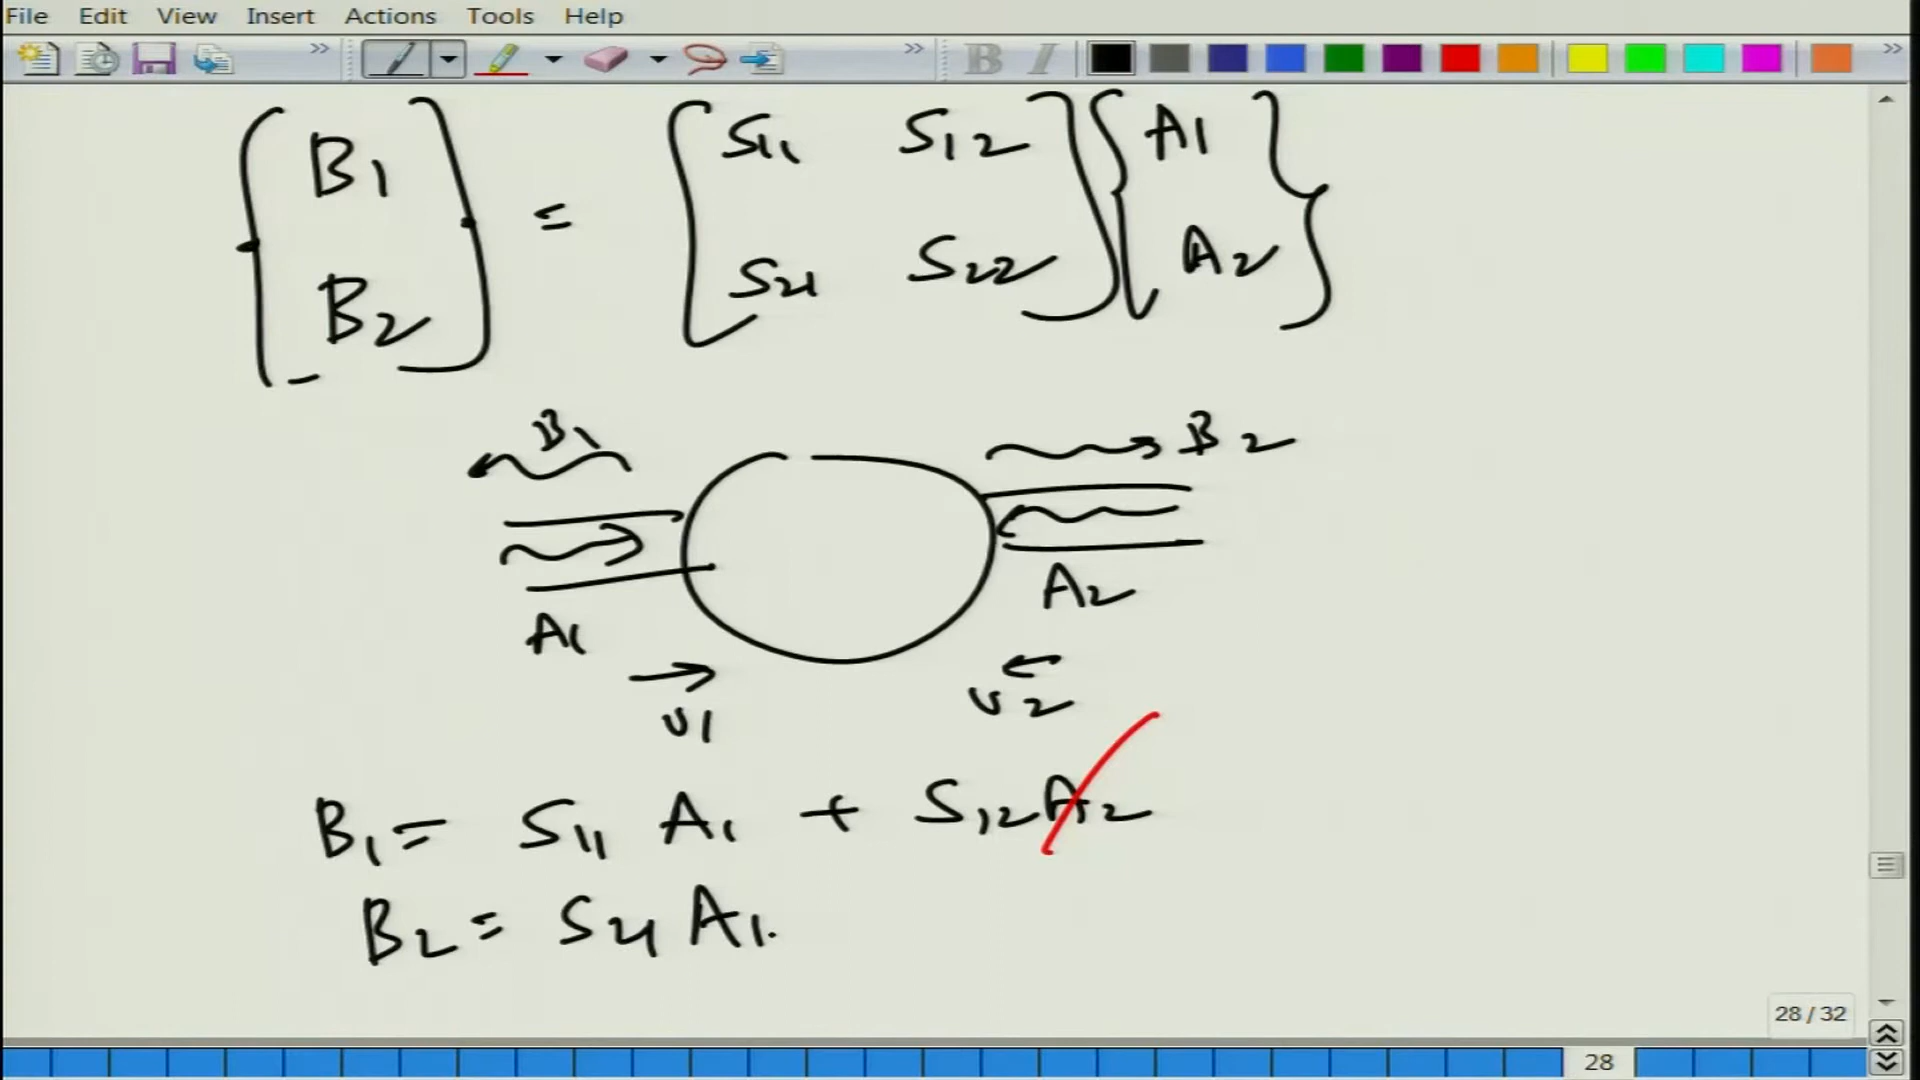 File Edit View Insert Actions Tools Help
B I
B1 = S11 S12 A1
B2 S21 S22 A2
B1 B2
A1 A2
v1 v2
B1 = S11 A1 + S12 A2
B2 = S21 A1.
28 / 32
28